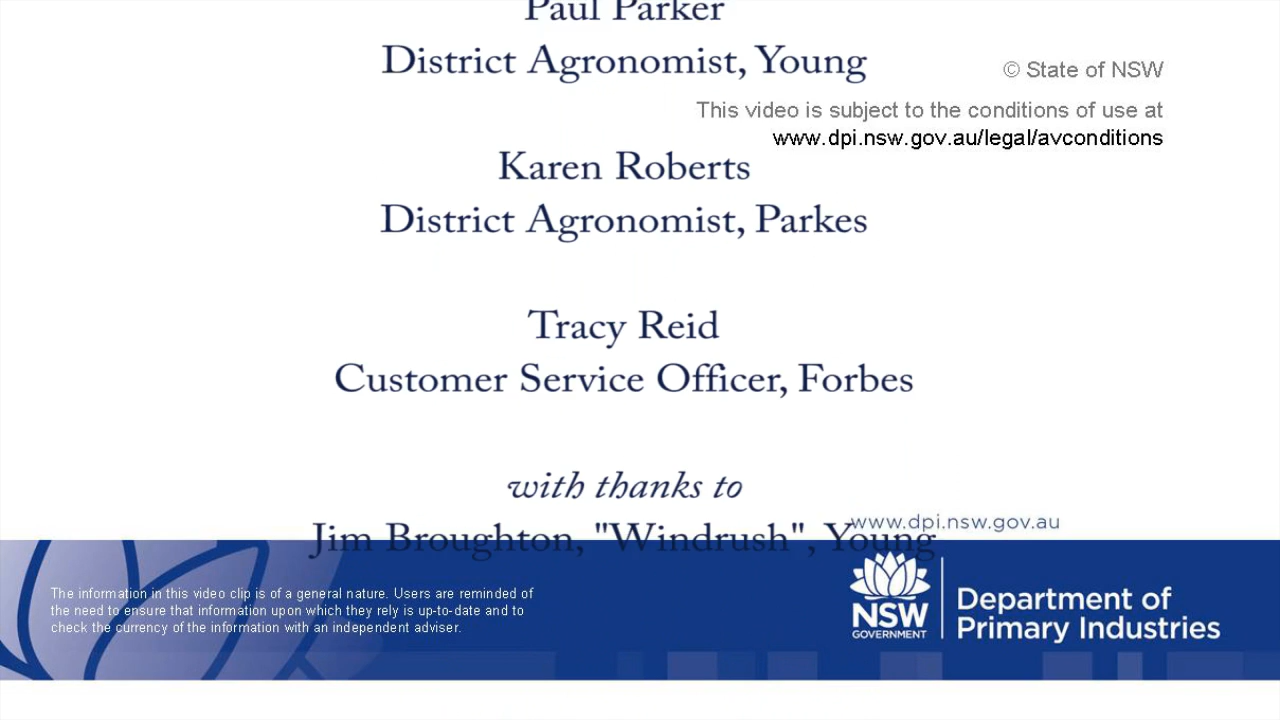 Paul Parker
District Agronomist, Young
© State of NSW
This video is subject to the conditions of use at
www.dpi.nsw.gov.au/legal/avconditions
Karen Roberts
District Agronomist, Parkes
Tracy Reid
Customer Service Officer, Forbes
with thanks to
www.dpi.nsw.gov.au
Jim Broughton, "Windrush", Young
The information in this video clip is of a general nature. Users are reminded of
the need to ensure that information upon which they rely is up-to-date and to
check the currency of the information with an independent adviser.
NSW
GOVERNMENT
Department of
Primary Industries